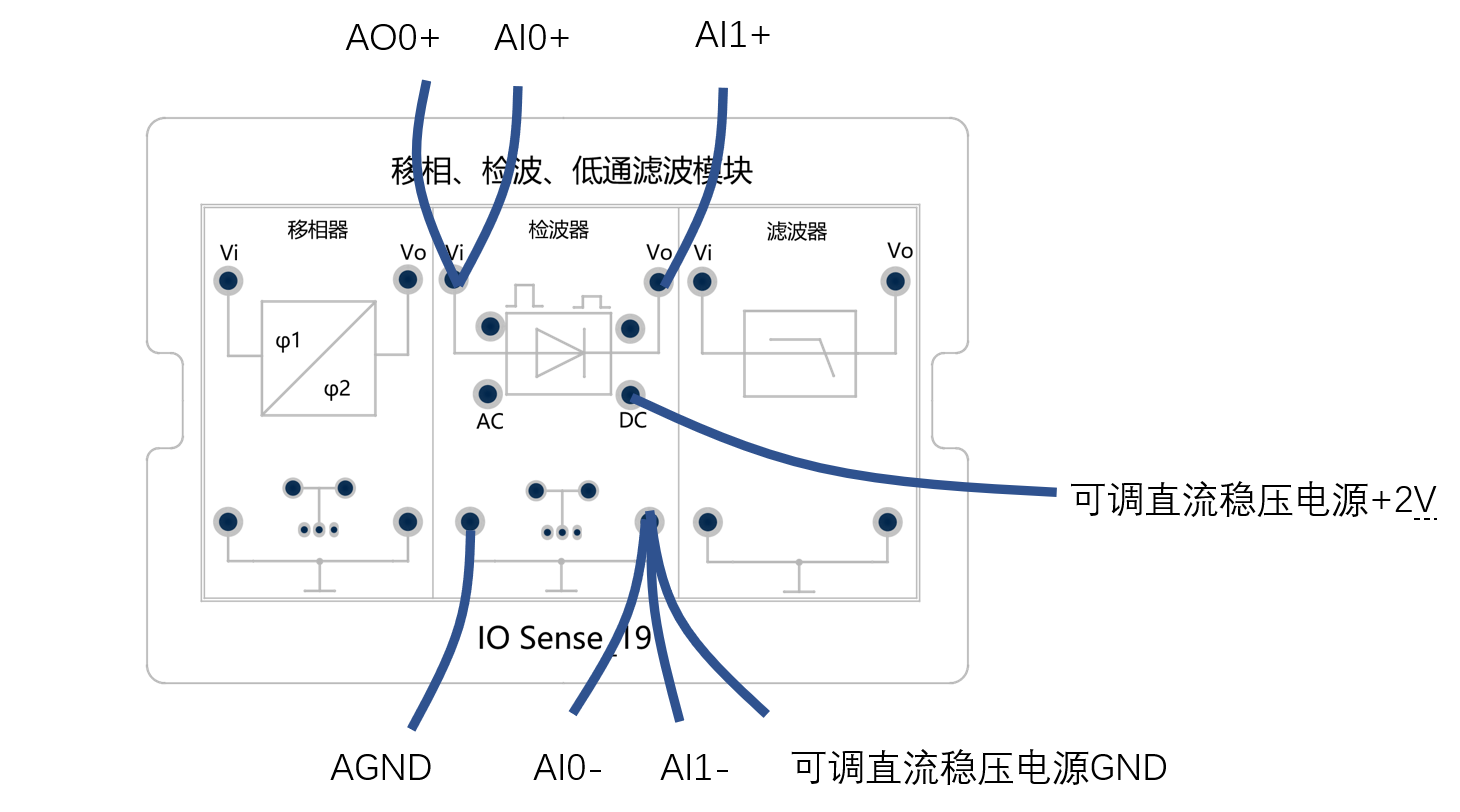 AO0+ AI0+ AI1+
移相、检波、低通滤波模块
移相器 检波器 滤波器
Vi Vo Vi Vo Vi Vo
φ1
φ2
AC DC
可调直流稳压电源+2V
IO Sense_19
AGND AI0- AI1- 可调直流稳压电源GND